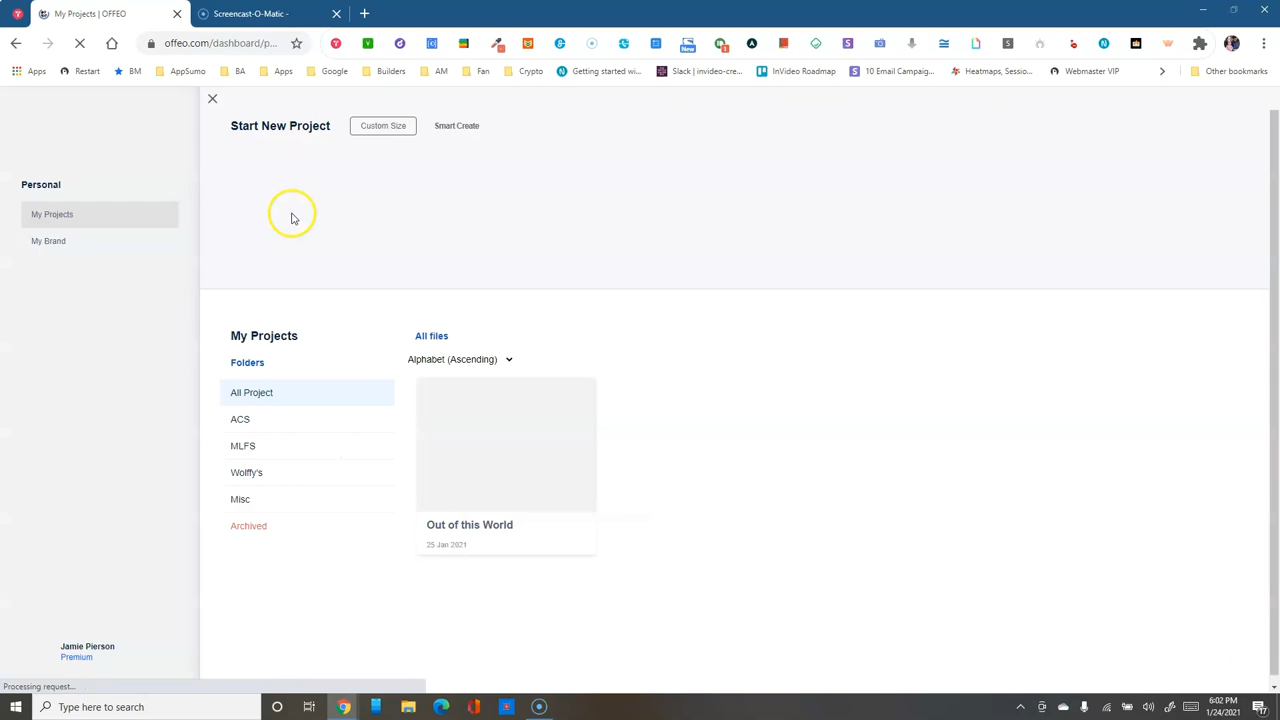 My Projects | OFFEO
Screencast-O-Matic -
offeo.com/dashboard/p...
New
Apps
Restart
BM
AppSumo
BA
Apps
Google
Builders
AM
Fan
Crypto
Getting started wi...
Slack | invideo-cre...
InVideo Roadmap
10 Email Campaig...
Heatmaps, Sessio...
Webmaster VIP
Other bookmarks
Start New Project
Custom Size
Smart Create
Personal
My Projects
My Brand
My Projects
All files
Folders
Alphabet (Ascending)
All Project
ACS
MLFS
Wolffy's
Misc
Archived
Out of this World
25 Jan 2021
Jamie Pierson
Premium
Processing request...
Type here to search
6:02 PM
1/24/2021